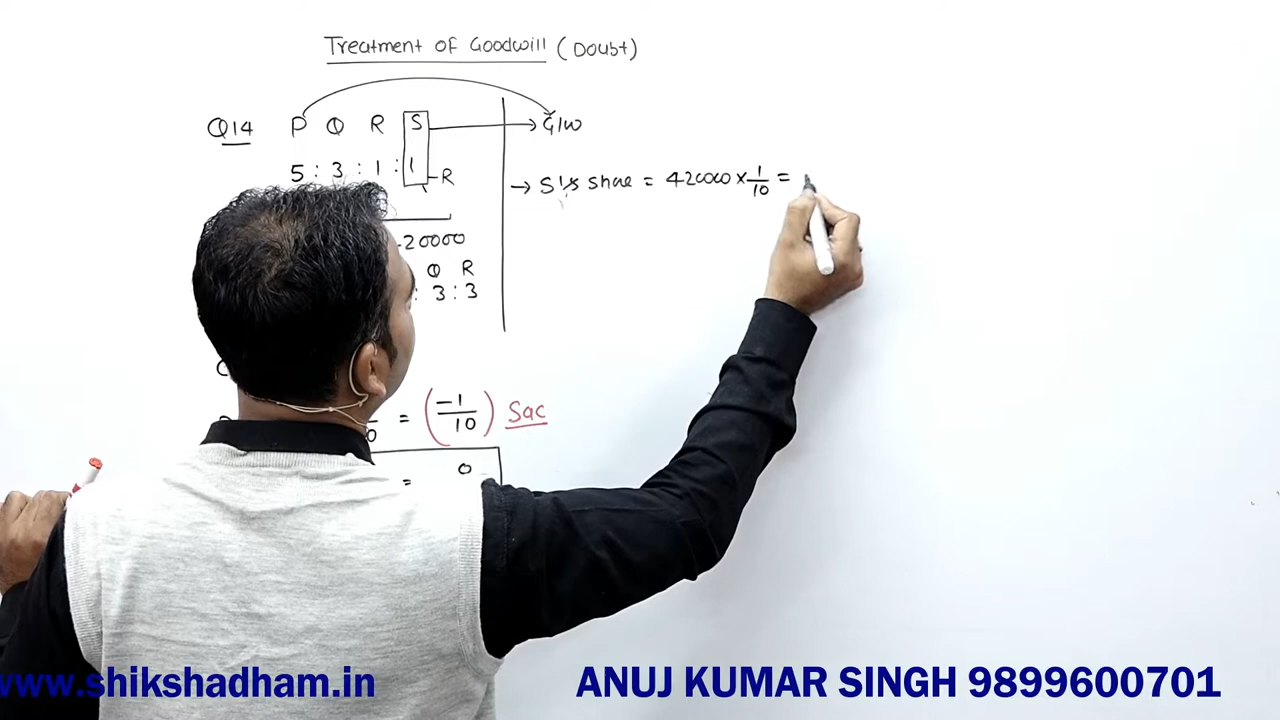 Treatment of Goodwill (Doubt)
Q14 P Q R S → G/w
5 : 3 : 1 : 1 – R
→ S's Share = 420000 × 1/10 =
20000
Q R
: 3 : 3
= (-1/10) Sac
= 0
www.shikshadham.in
ANUJ KUMAR SINGH 9899600701